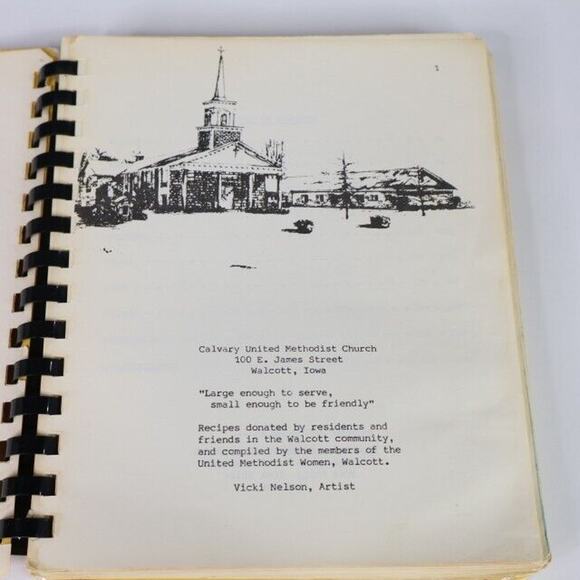 1
Calvary United Methodist Church
100 E. James Street
Walcott, Iowa
"Large enough to serve,
small enough to be friendly"
Recipes donated by residents and
friends in the Walcott community,
and compiled by the members of the
United Methodist Women, Walcott.
Vicki Nelson, Artist